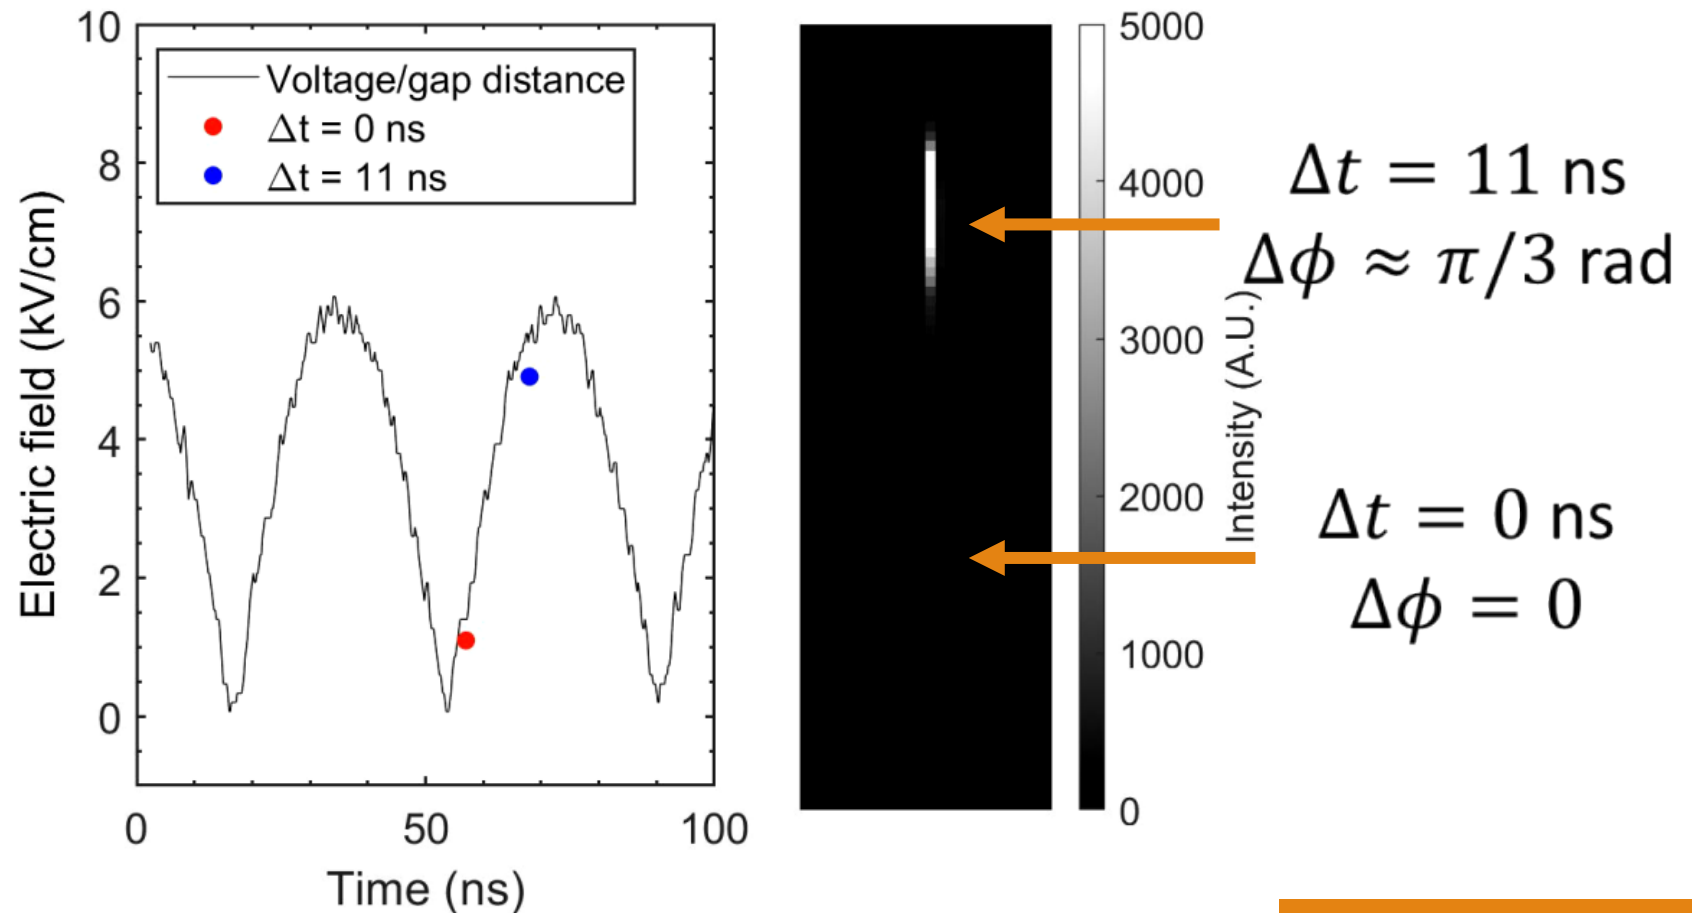 Electric field (kV/cm)
10
8
6
4
2
0
Voltage/gap distance
Δt = 0 ns
Δt = 11 ns
0
50
100
Time (ns)
5000
4000
3000
2000
1000
0
Intensity (A.U.)
Δ𝑡 = 11 ns
Δ𝜙 ≈ 𝜋/3 rad
Δ𝑡 = 0 ns
Δ𝜙 = 0